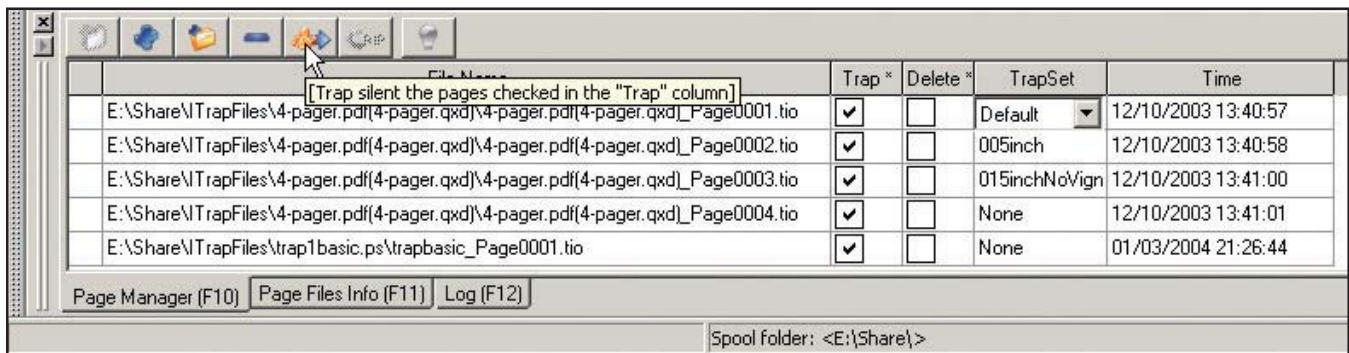 Trip
File Name Trap * Delete * TrapSet Time
[Trap silent the pages checked in the "Trap" column]
E:\Share\ITrapFiles\4-pager.pdf(4-pager.qxd)\4-pager.pdf(4-pager.qxd)_Page0001.tio Default 12/10/2003 13:40:57
E:\Share\ITrapFiles\4-pager.pdf(4-pager.qxd)\4-pager.pdf(4-pager.qxd)_Page0002.tio 005inch 12/10/2003 13:40:58
E:\Share\ITrapFiles\4-pager.pdf(4-pager.qxd)\4-pager.pdf(4-pager.qxd)_Page0003.tio 015inchNoVign 12/10/2003 13:41:00
E:\Share\ITrapFiles\4-pager.pdf(4-pager.qxd)\4-pager.pdf(4-pager.qxd)_Page0004.tio None 12/10/2003 13:41:01
E:\Share\ITrapFiles\trap1basic.ps\trapbasic_Page0001.tio None 01/03/2004 21:26:44
Page Manager (F10) Page Files Info (F11) Log (F12)
Spool folder: <E:\Share\>